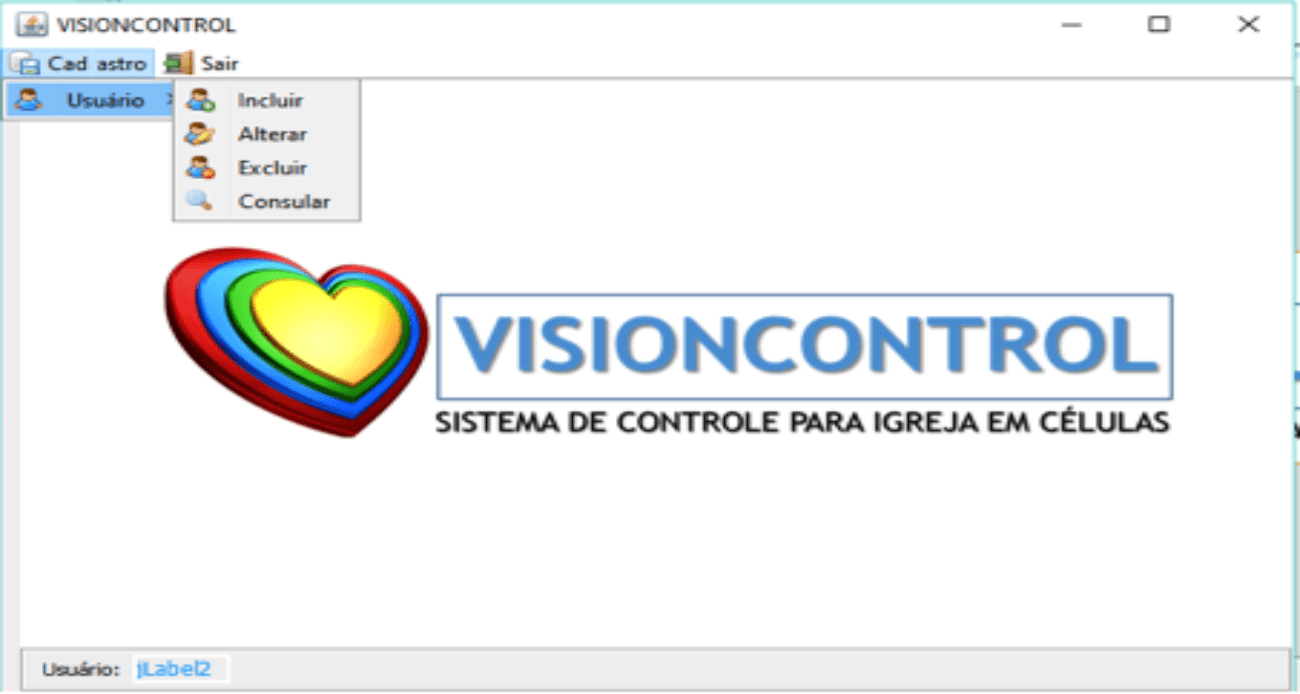 VISIONCONTROL
Cad astro Sair
Usuário Incluir
Alterar
Excluir
Consular
VISIONCONTROL
SISTEMA DE CONTROLE PARA IGREJA EM CÉLULAS
Usuário: jLabel2